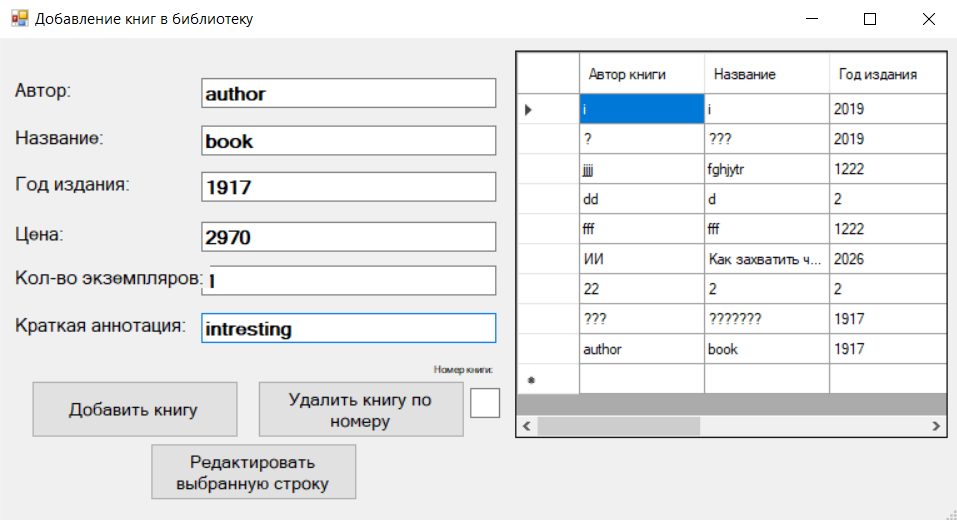 Добавление книг в библиотеку
Автор:
author
Название:
book
Год издания:
1917
Цена:
2970
Кол-во экземпляров:
1
Краткая аннотация:
intresting
Номер книги:
Добавить книгу
Удалить книгу по
номеру
Редактировать
выбранную строку
Автор книги Название Год издания
i i 2019
? ??? 2019
jjjj fghjytr 1222
dd d 2
fff fff 1222
ИИ Как захватить ч... 2026
22 2 2
??? ??????? 1917
author book 1917